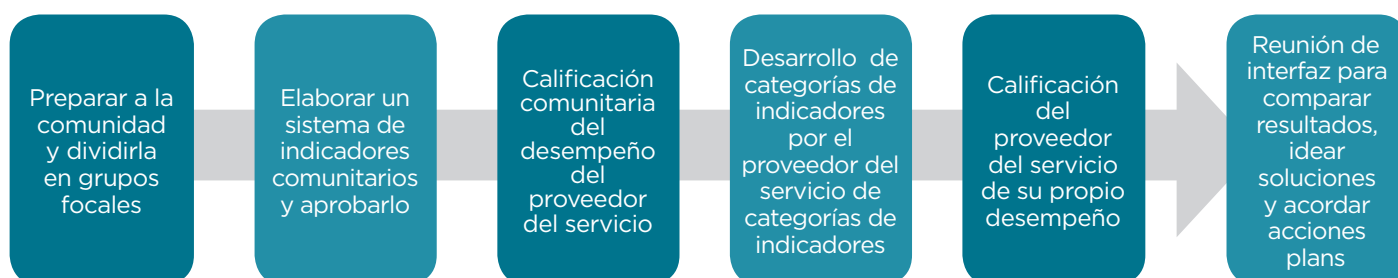 Preparar a la
comunidad
y dividirla
en grupos
focales
Elaborar un
sistema de
indicadores
comunitarios
y aprobarlo
Calificación
comunitaria
del
desempeño
del
proveedor
del servicio
Desarrollo de
categorías de
indicadores
por el
proveedor del
servicio de
categorías de
indicadores
Calificación
del
proveedor
del servicio
de su propio
desempeño
Reunión de
interfaz para
comparar
resultados,
idear
soluciones
y acordar
acciones
plans